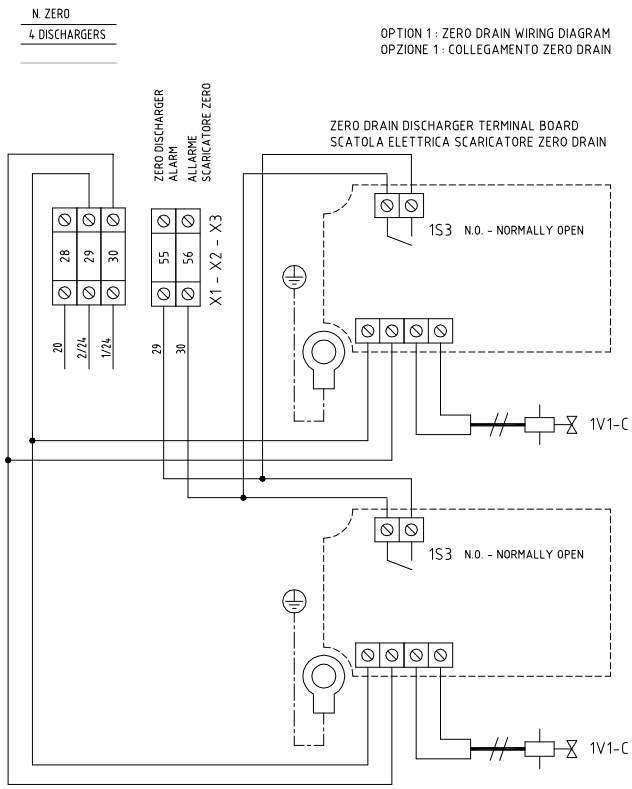 N. ZERO
4 DISCHARGERS
OPTION 1 : ZERO DRAIN WIRING DIAGRAM
OPZIONE 1 : COLLEGAMENTO ZERO DRAIN
ZERO DISCHARGER
ALARM
ALLARME
SCARICATORE ZERO
ZERO DRAIN DISCHARGER TERMINAL BOARD
SCATOLA ELETTRICA SCARICATORE ZERO DRAIN
28
29
30
55
56
X1 - X2 - X3
20
2/24
1/24
29
30
1S3 N.O. - NORMALLY OPEN
1V1-C
1S3 N.O. - NORMALLY OPEN
1V1-C